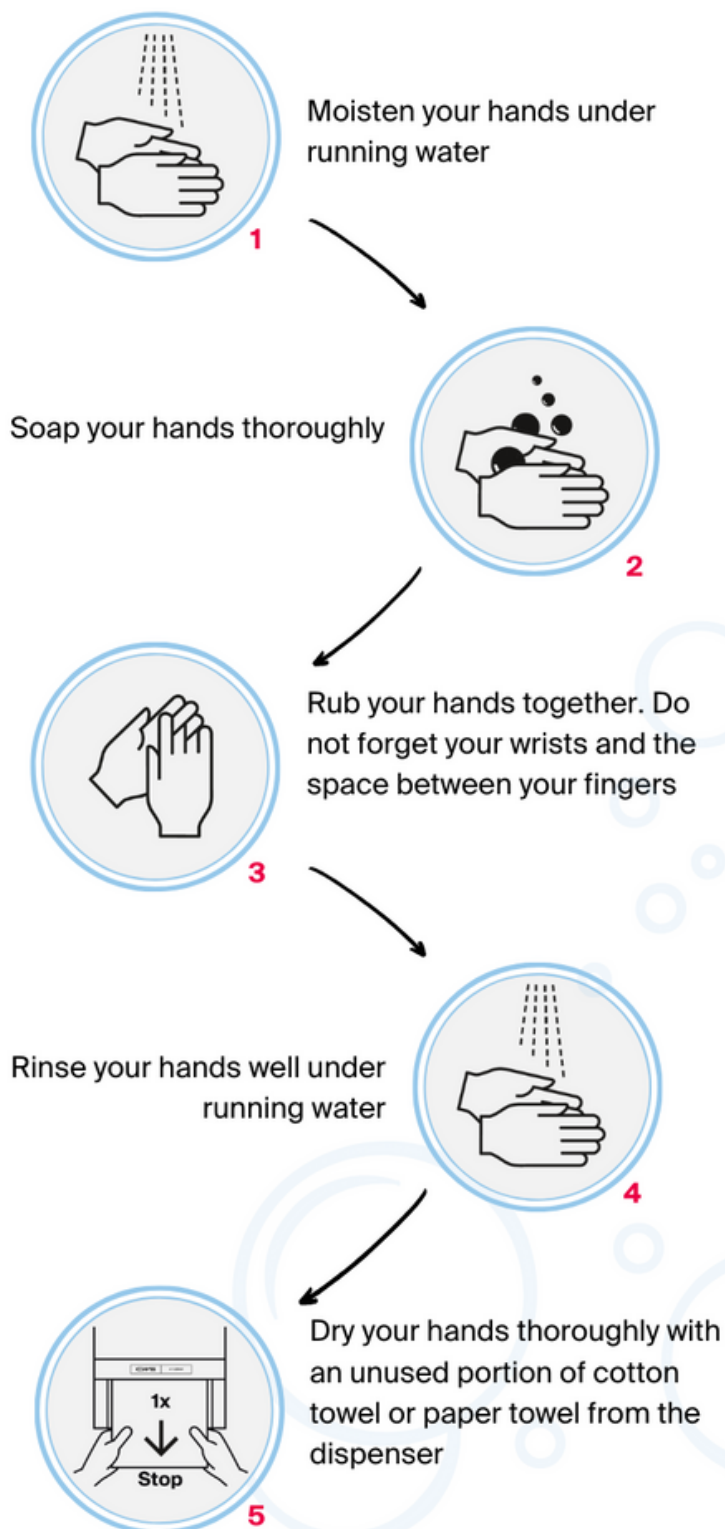 Moisten your hands under
running water
1
Soap your hands thoroughly
2
Rub your hands together. Do
not forget your wrists and the
space between your fingers
3
Rinse your hands well under
running water
4
Dry your hands thoroughly with
an unused portion of cotton
towel or paper towel from the
dispenser
CWS
1x
Stop
5